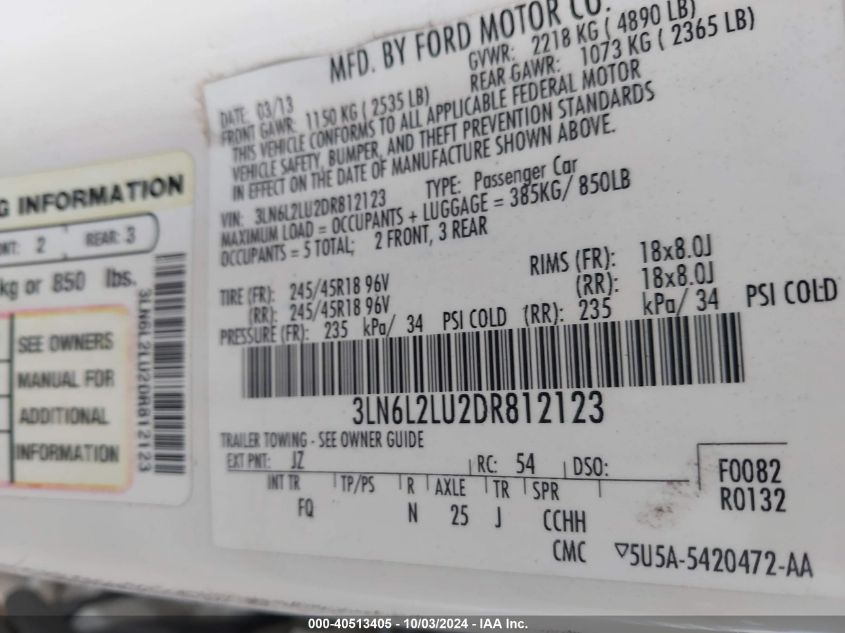 MFD. BY FORD MOTOR CO.
GVWR: 2218 KG ( 4890 LB)
DATE: 03/13
REAR GAWR: 1073 KG ( 2365 LB)
FRONT GAWR: 1150 KG ( 2535 LB)
THIS VEHICLE CONFORMS TO ALL APPLICABLE FEDERAL MOTOR
VEHICLE SAFETY, BUMPER, AND THEFT PREVENTION STANDARDS
IN EFFECT ON THE DATE OF MANUFACTURE SHOWN ABOVE.
VIN: 3LN6L2LU2DR812123 TYPE: Passenger Car
MAXIMUM LOAD = OCCUPANTS + LUGGAGE = 385KG/ 850LB
OCCUPANTS = 5 TOTAL; 2 FRONT, 3 REAR
TIRE (FR): 245/45R18 96V RIMS (FR): 18x8.0J
(RR): 245/45R18 96V (RR): 18x8.0J
PRESSURE (FR): 235 kPa/ 34 PSI COLD (RR): 235 kPa/ 34 PSI COLD
3LN6L2LU2DR812123
TRAILER TOWING - SEE OWNER GUIDE
EXT PNT: JZ RC: 54 DSO:
INT TR TP/PS R AXLE TR SPR
FQ N 25 J CCHH
CMC
F0082
R0132
▽5U5A-5420472-AA
G INFORMATION
NT: 2 REAR: 3
kg or 850 lbs.
SEE OWNERS
MANUAL FOR
ADDITIONAL
INFORMATION
3LN6L2LU2DR812123
000-40513405 - 10/03/2024 - IAA Inc.